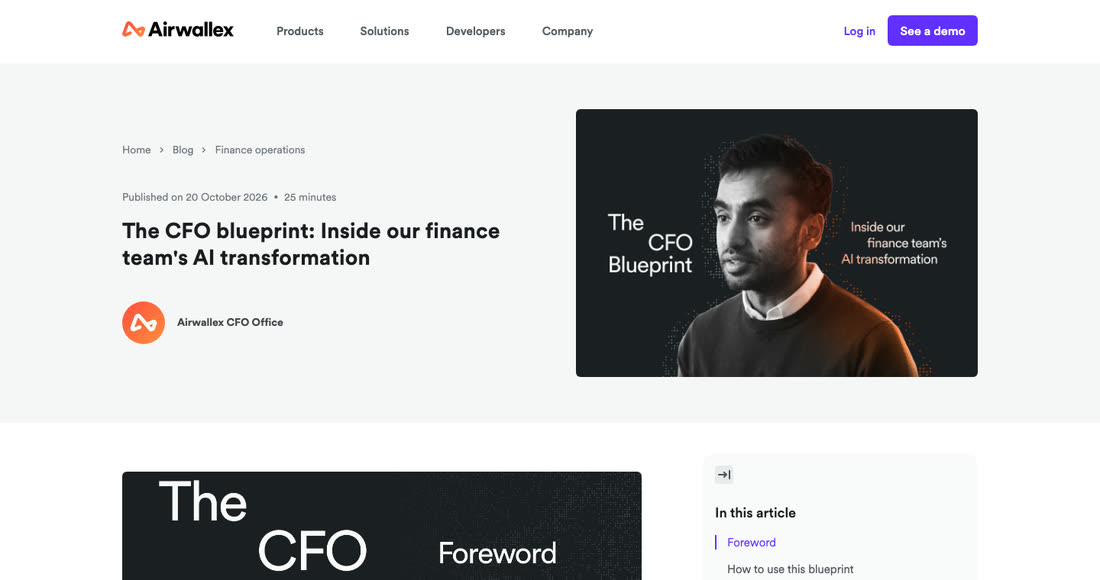 Airwallex
Products
Solutions
Developers
Company
Log in
See a demo
Home > Blog > Finance operations
Published on 20 October 2026 • 25 minutes
The CFO blueprint: Inside our finance
team's AI transformation
Airwallex CFO Office
The
CFO
Blueprint
Inside our
finance team's
AI transformation
The
CFO
Foreword
In this article
Foreword
How to use this blueprint